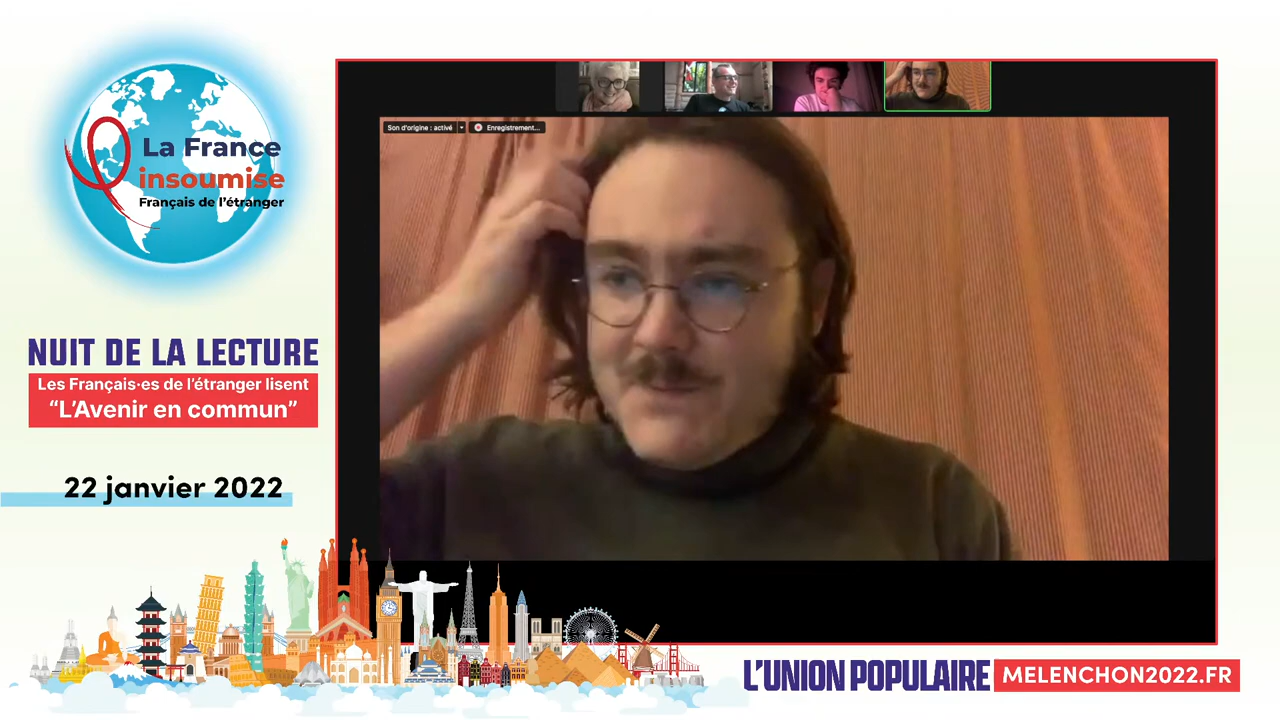 La France
insoumise
Français de l'étranger
NUIT DE LA LECTURE
Les Français·es de l'étranger lisent
“L'Avenir en commun”
22 janvier 2022
Son d'origine : activé
Enregistrement...
L'UNION POPULAIRE
MELENCHON2022.FR